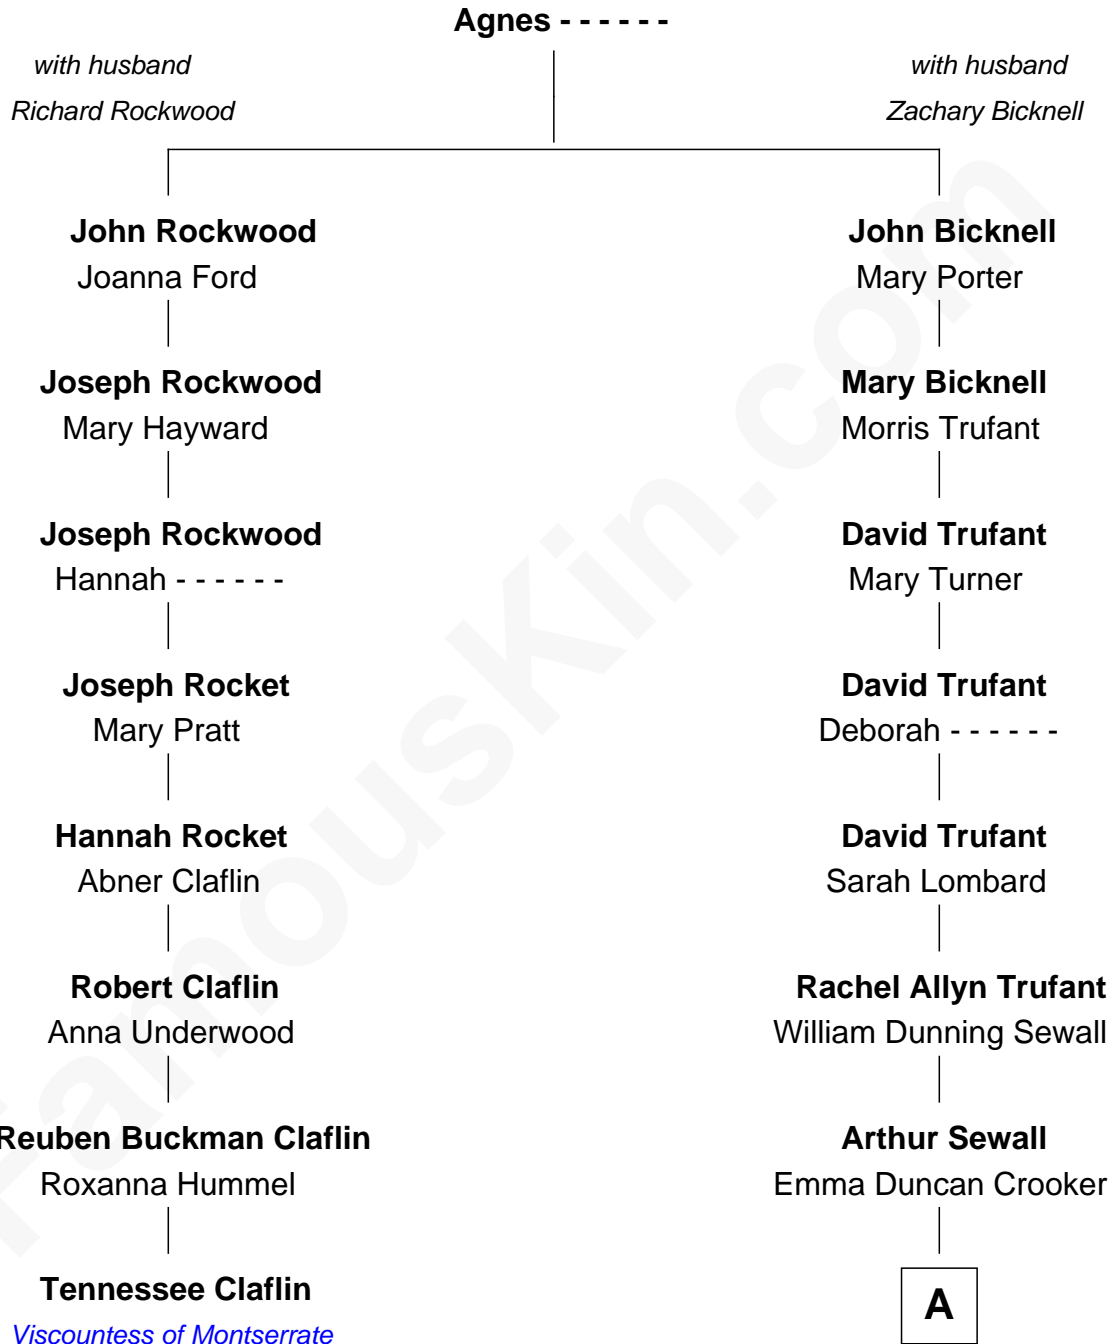 Agnes - - - - - -
with husband
Richard Rockwood
with husband
Zachary Bicknell
John Rockwood
Joanna Ford
John Bicknell
Mary Porter
Joseph Rockwood
Mary Hayward
Mary Bicknell
Morris Trufant
Joseph Rockwood
Hannah - - - - - -
David Trufant
Mary Turner
Joseph Rocket
Mary Pratt
David Trufant
Deborah - - - - - -
Hannah Rocket
Abner Claflin
David Trufant
Sarah Lombard
Robert Claflin
Anna Underwood
Rachel Allyn Trufant
William Dunning Sewall
Reuben Buckman Claflin
Roxanna Hummel
Arthur Sewall
Emma Duncan Crooker
Tennessee Claflin
Viscountess of Montserrate
A
FamousKin.com